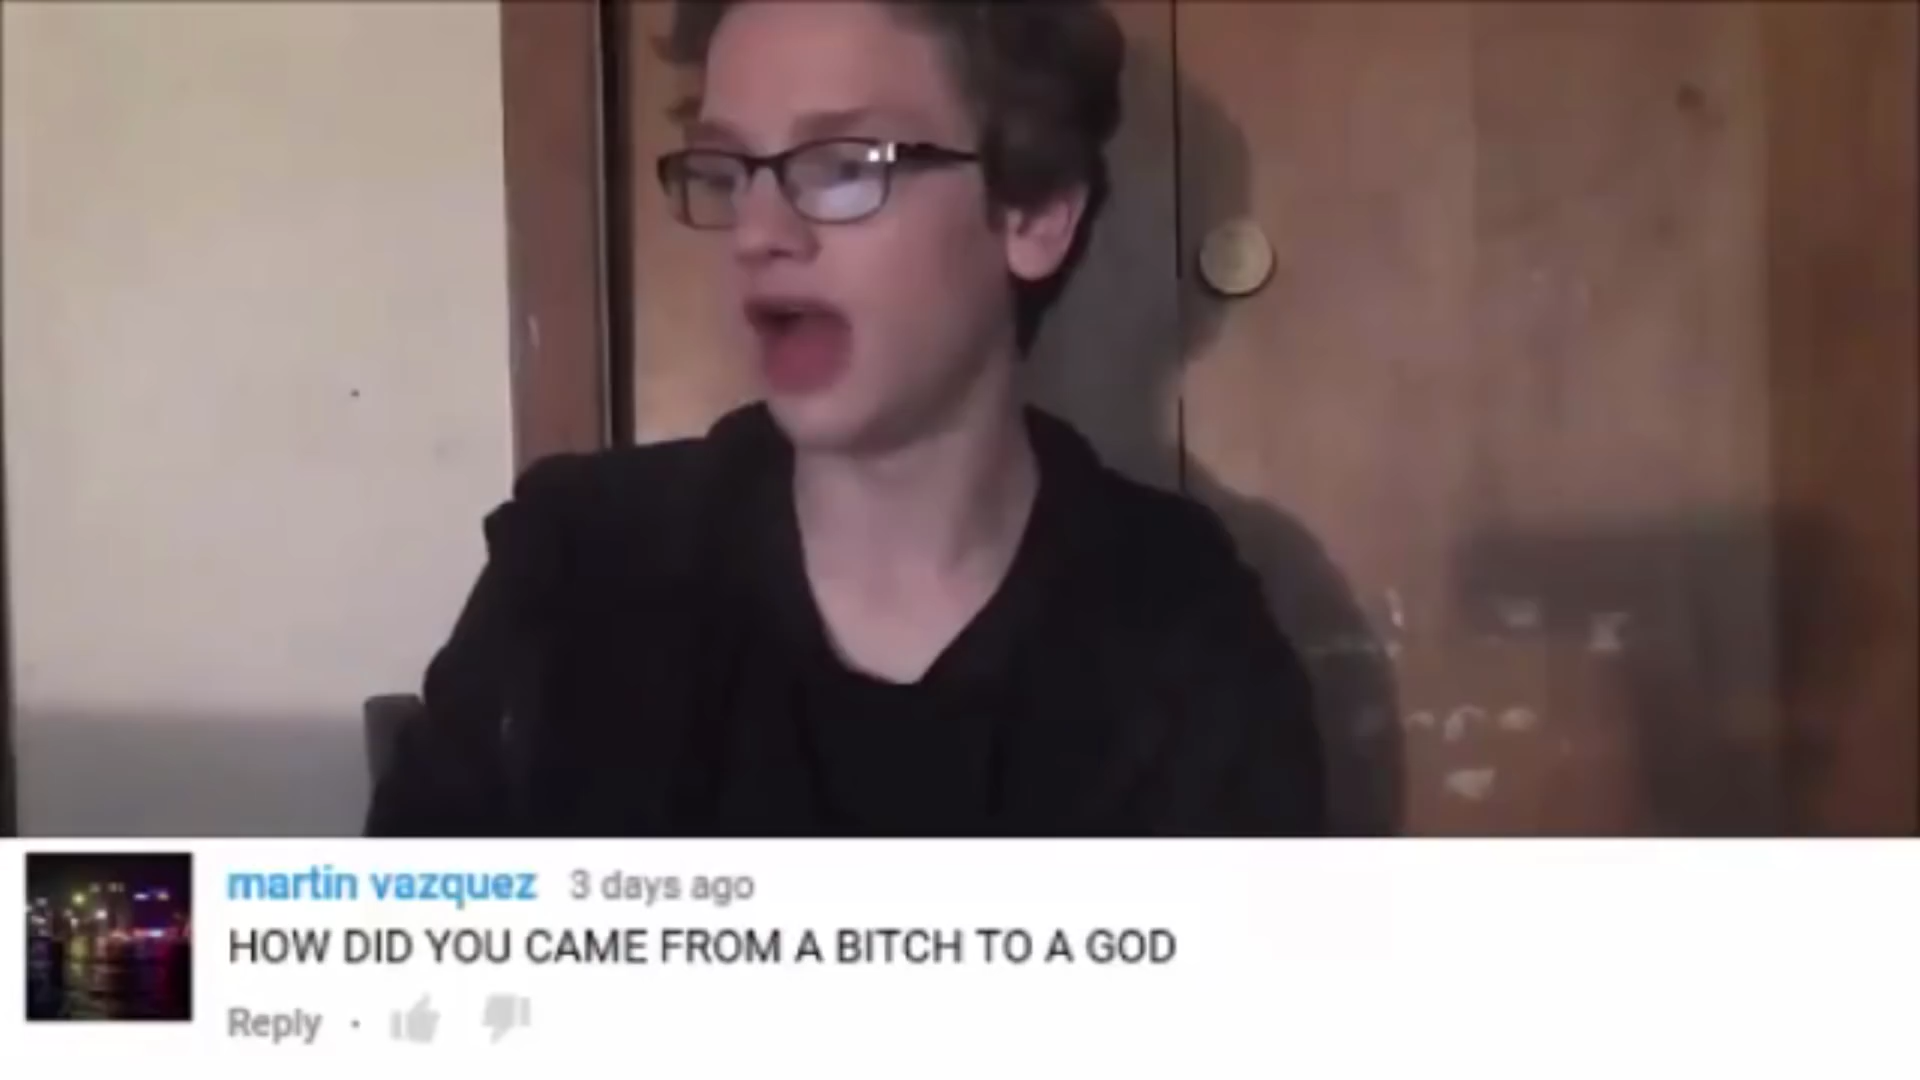 martin vazquez 3 days ago
HOW DID YOU CAME FROM A BITCH TO A GOD
Reply ·